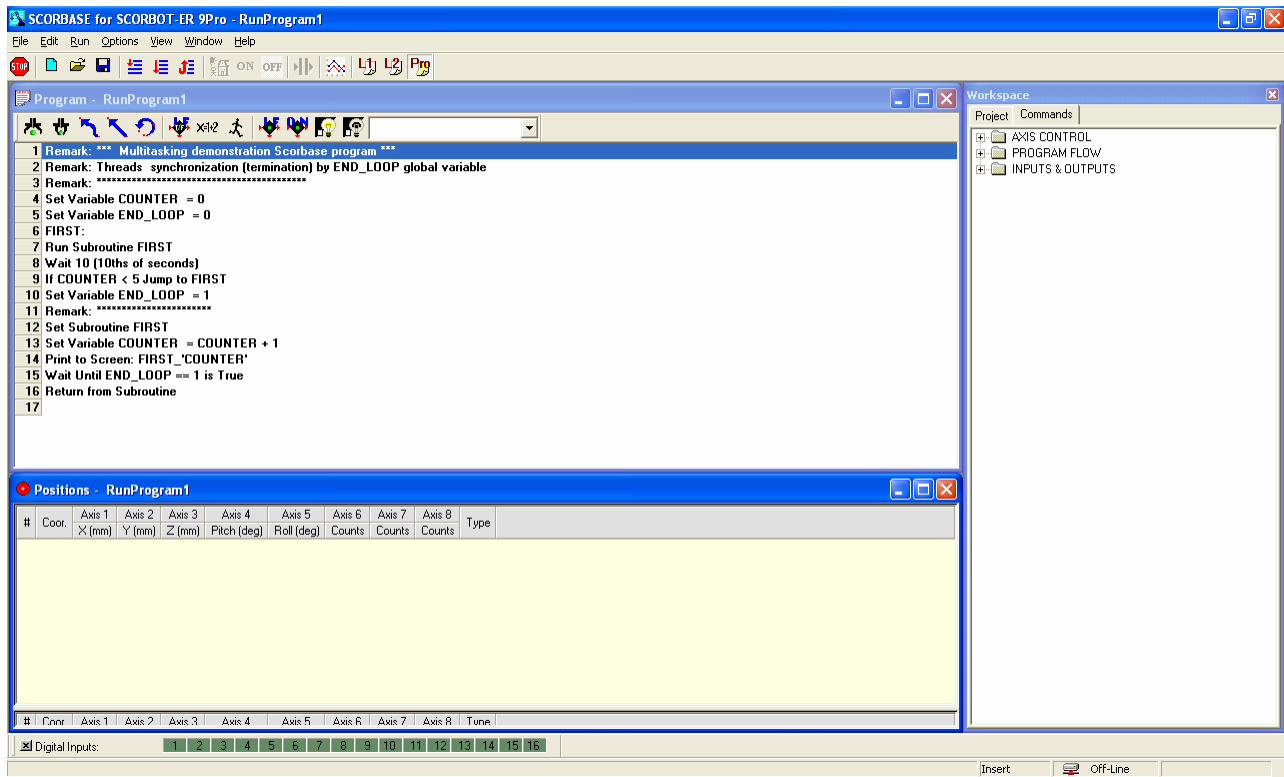 SCORBASE for SCORBOT-ER 9Pro - RunProgram1
File Edit Run Options View Window Help
STOP ON OFF L1 L2 Prg
Program - RunProgram1
Workspace
Project Commands
AXIS CONTROL
PROGRAM FLOW
INPUTS & OUTPUTS
1 Remark: *** Multitasking demonstration Scorbase program ***
2 Remark: Threads synchronization (termination) by END_LOOP global variable
3 Remark: ******************************************
4 Set Variable COUNTER = 0
5 Set Variable END_LOOP = 0
6 FIRST:
7 Run Subroutine FIRST
8 Wait 10 (10ths of seconds)
9 If COUNTER < 5 Jump to FIRST
10 Set Variable END_LOOP = 1
11 Remark: ***********************
12 Set Subroutine FIRST
13 Set Variable COUNTER = COUNTER + 1
14 Print to Screen: FIRST_'COUNTER'
15 Wait Until END_LOOP == 1 is True
16 Return from Subroutine
17
Positions - RunProgram1
# Coor. Axis 1 Axis 2 Axis 3 Axis 4 Axis 5 Axis 6 Axis 7 Axis 8 Type
X (mm) Y (mm) Z (mm) Pitch (deg) Roll (deg) Counts Counts Counts
# Coor. Axis 1 Axis 2 Axis 3 Axis 4 Axis 5 Axis 6 Axis 7 Axis 8 Type
Digital Inputs: 1 2 3 4 5 6 7 8 9 10 11 12 13 14 15 16
Insert Off-Line